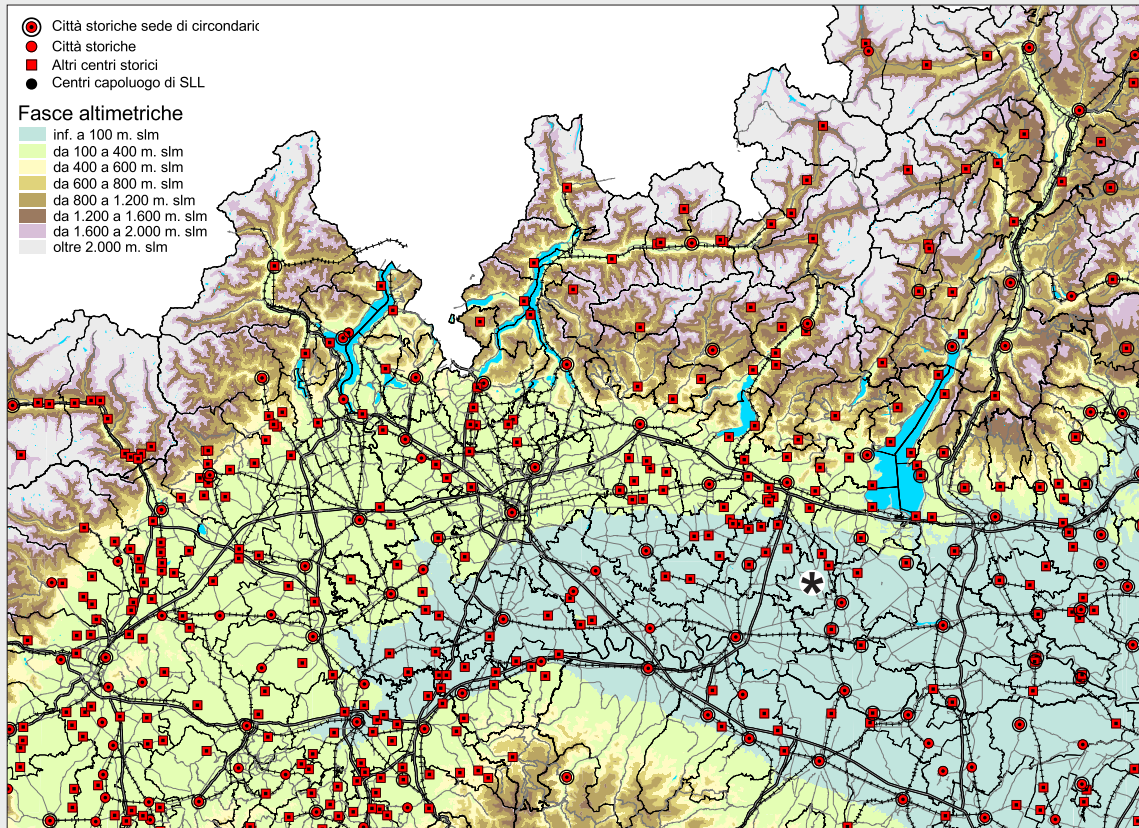 Città storiche sede di circondaric
Città storiche
Altri centri storici
Centri capoluogo di SLL
Fasce altimetriche
inf. a 100 m. slm
da 100 a 400 m. slm
da 400 a 600 m. slm
da 600 a 800 m. slm
da 800 a 1.200 m. slm
da 1.200 a 1.600 m. slm
da 1.600 a 2.000 m. slm
oltre 2.000 m. slm
*